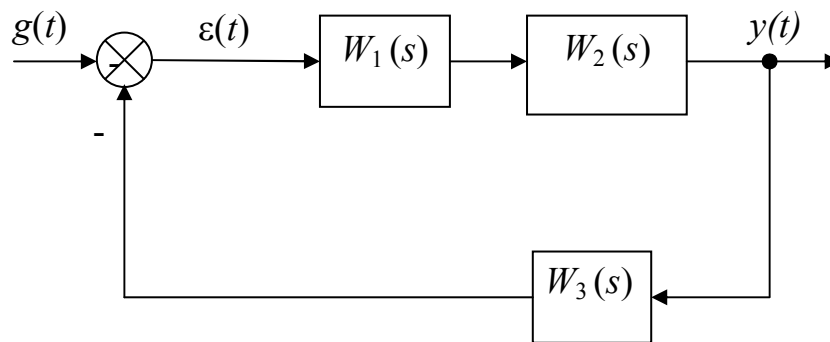 g(t)
ε(t)
W₁(s)
W₂(s)
y(t)
-
-
W₃(s)